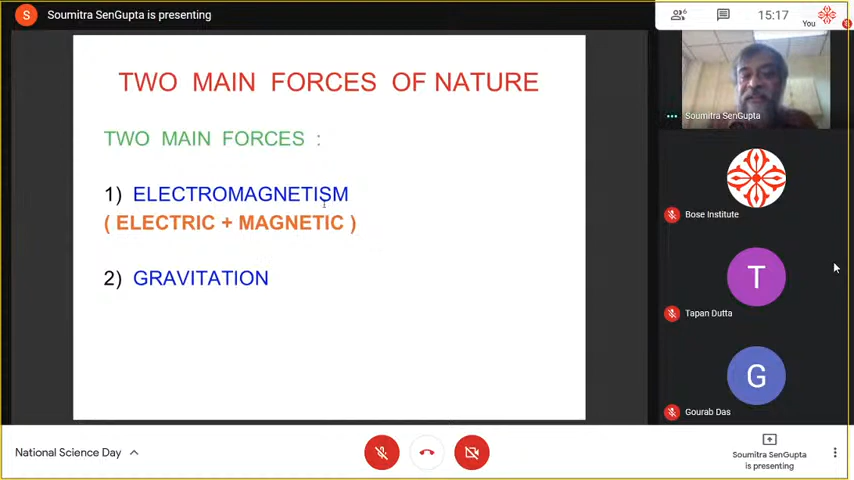 S Soumitra SenGupta is presenting
6
15:17
You
TWO MAIN FORCES OF NATURE
TWO MAIN FORCES :
1) ELECTROMAGNETISM
( ELECTRIC + MAGNETIC )
2) GRAVITATION
Soumitra SenGupta
Bose Institute
T
Tapan Dutta
G
Gourab Das
National Science Day
Soumitra SenGupta
is presenting